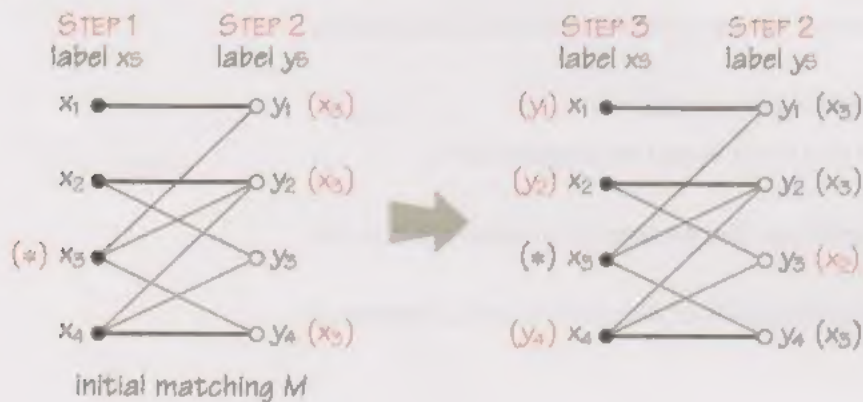 STEP 1 STEP 2 STEP 3 STEP 2
label xs label ys label xs label ys
x₁ y₁ (x₃) (y₁) x₁ y₁ (x₃)
x₂ y₂ (x₃) (y₂) x₂ y₂ (x₃)
(*) x₃ y₃ (*) x₃ y₃ (x₂)
x₄ y₄ (x₃) (y₄) x₄ y₄ (x₃)
initial matching M